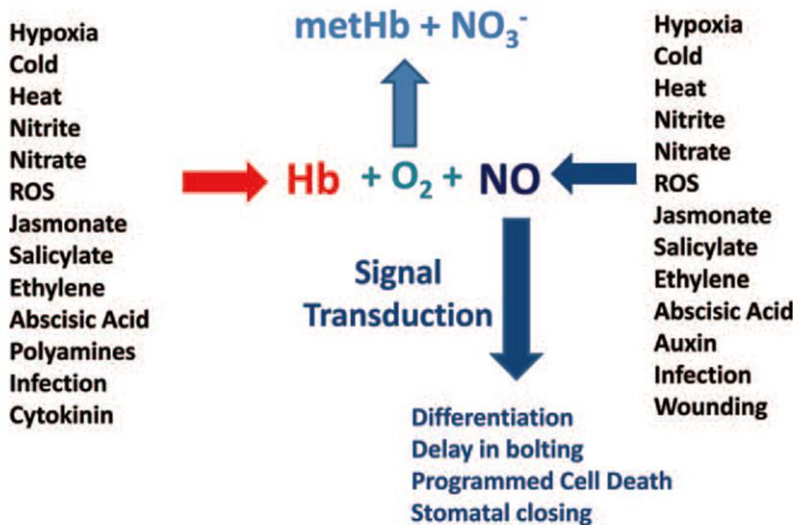 Hypoxia
Cold
Heat
Nitrite
Nitrate
ROS
Jasmonate
Salicylate
Ethylene
Abscisic Acid
Polyamines
Infection
Cytokinin
metHb + NO₃⁻
Hb + O₂ + NO
Signal
Transduction
Differentiation
Delay in bolting
Programmed Cell Death
Stomatal closing
Hypoxia
Cold
Heat
Nitrite
Nitrate
ROS
Jasmonate
Salicylate
Ethylene
Abscisic Acid
Auxin
Infection
Wounding